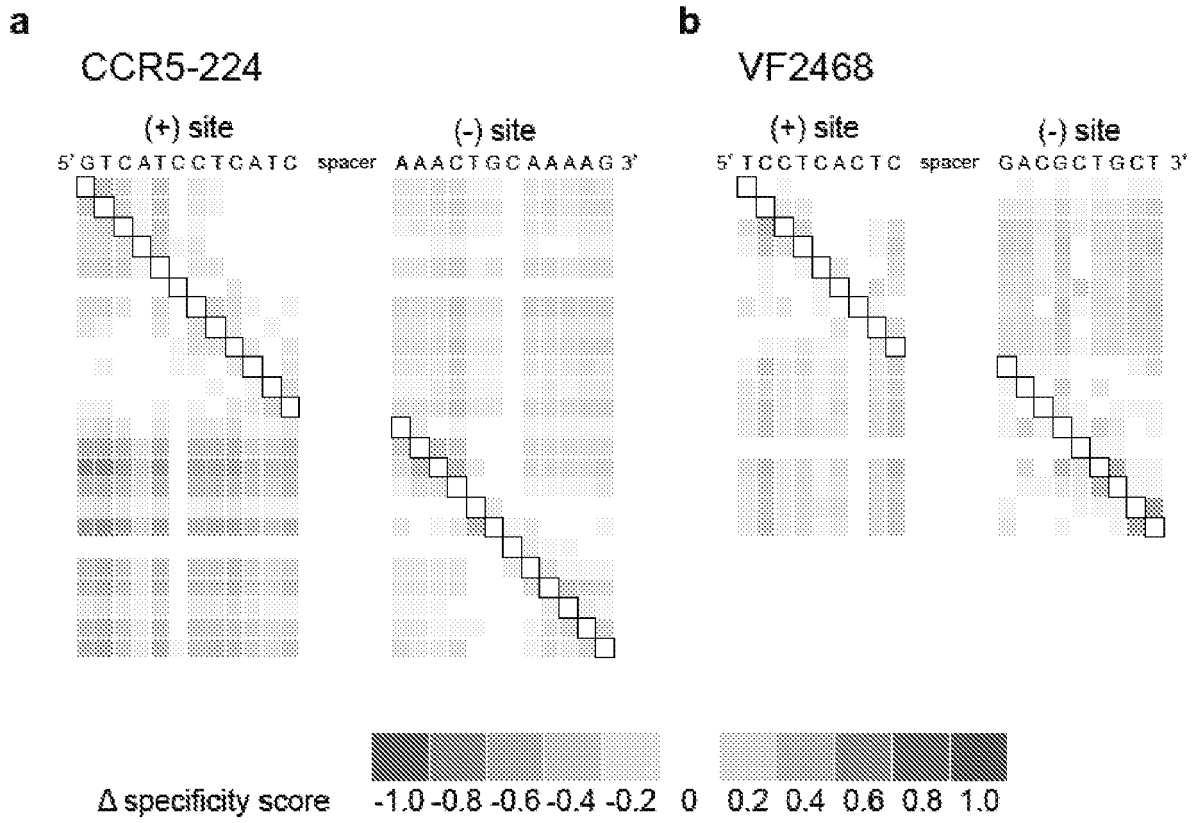 a
CCR5-224
(+) site
(-) site
5' G T C A T C C T C A T C spacer A A A C T G C A A A A G 3'
b
VF2468
(+) site
(-) site
5' T C C T C A C T C spacer G A C G C T G C T 3'
Δ specificity score -1.0 -0.8 -0.6 -0.4 -0.2 0 0.2 0.4 0.6 0.8 1.0